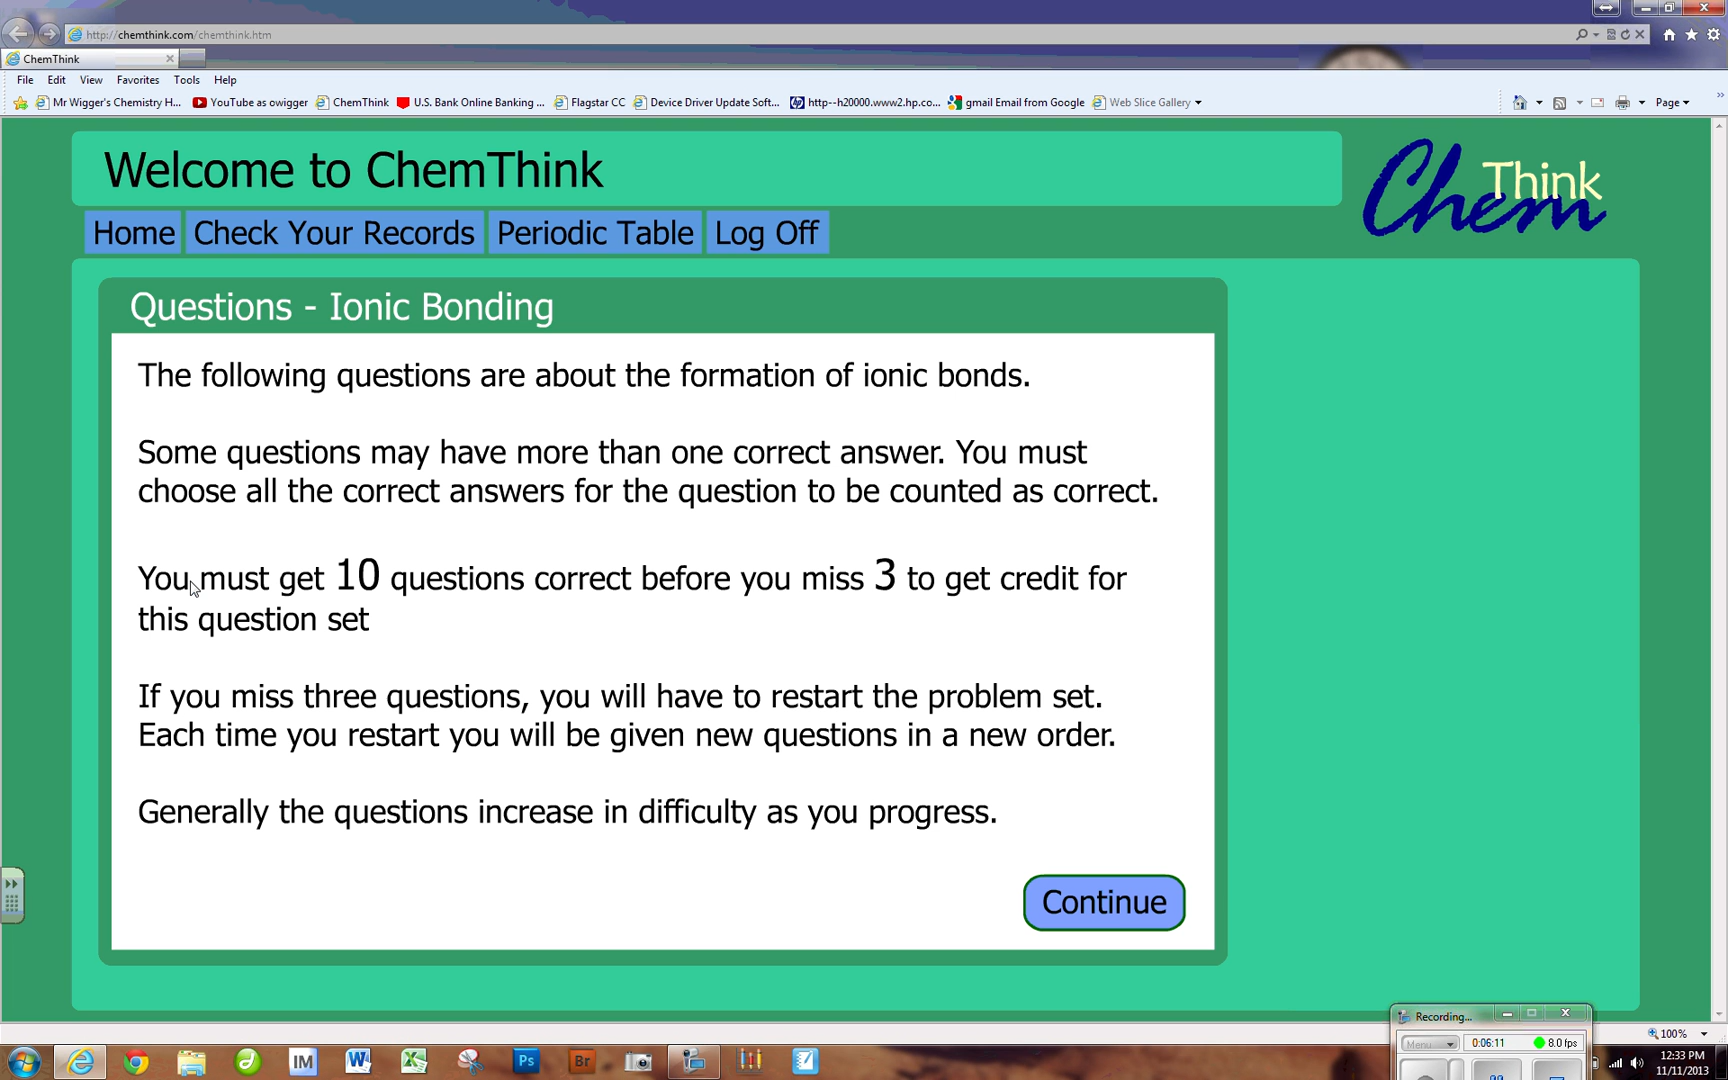 http://chemthink.com/chemthink.htm
ChemThink
File Edit View Favorites Tools Help
Mr Wigger's Chemistry H... YouTube as owigger ChemThink U.S. Bank Online Banking ... Flagstar CC Device Driver Update Soft... http--h20000.www2.hp.co... gmail Email from Google Web Slice Gallery
Page
Welcome to ChemThink
Chem Think
Home Check Your Records Periodic Table Log Off
Questions - Ionic Bonding
The following questions are about the formation of ionic bonds.
Some questions may have more than one correct answer. You must
choose all the correct answers for the question to be counted as correct.
You must get 10 questions correct before you miss 3 to get credit for
this question set
If you miss three questions, you will have to restart the problem set.
Each time you restart you will be given new questions in a new order.
Generally the questions increase in difficulty as you progress.
Continue
Recording...
100%
Menu 0:06:11 8.0 fps
IM W Ps Br
12:33 PM
11/11/2013